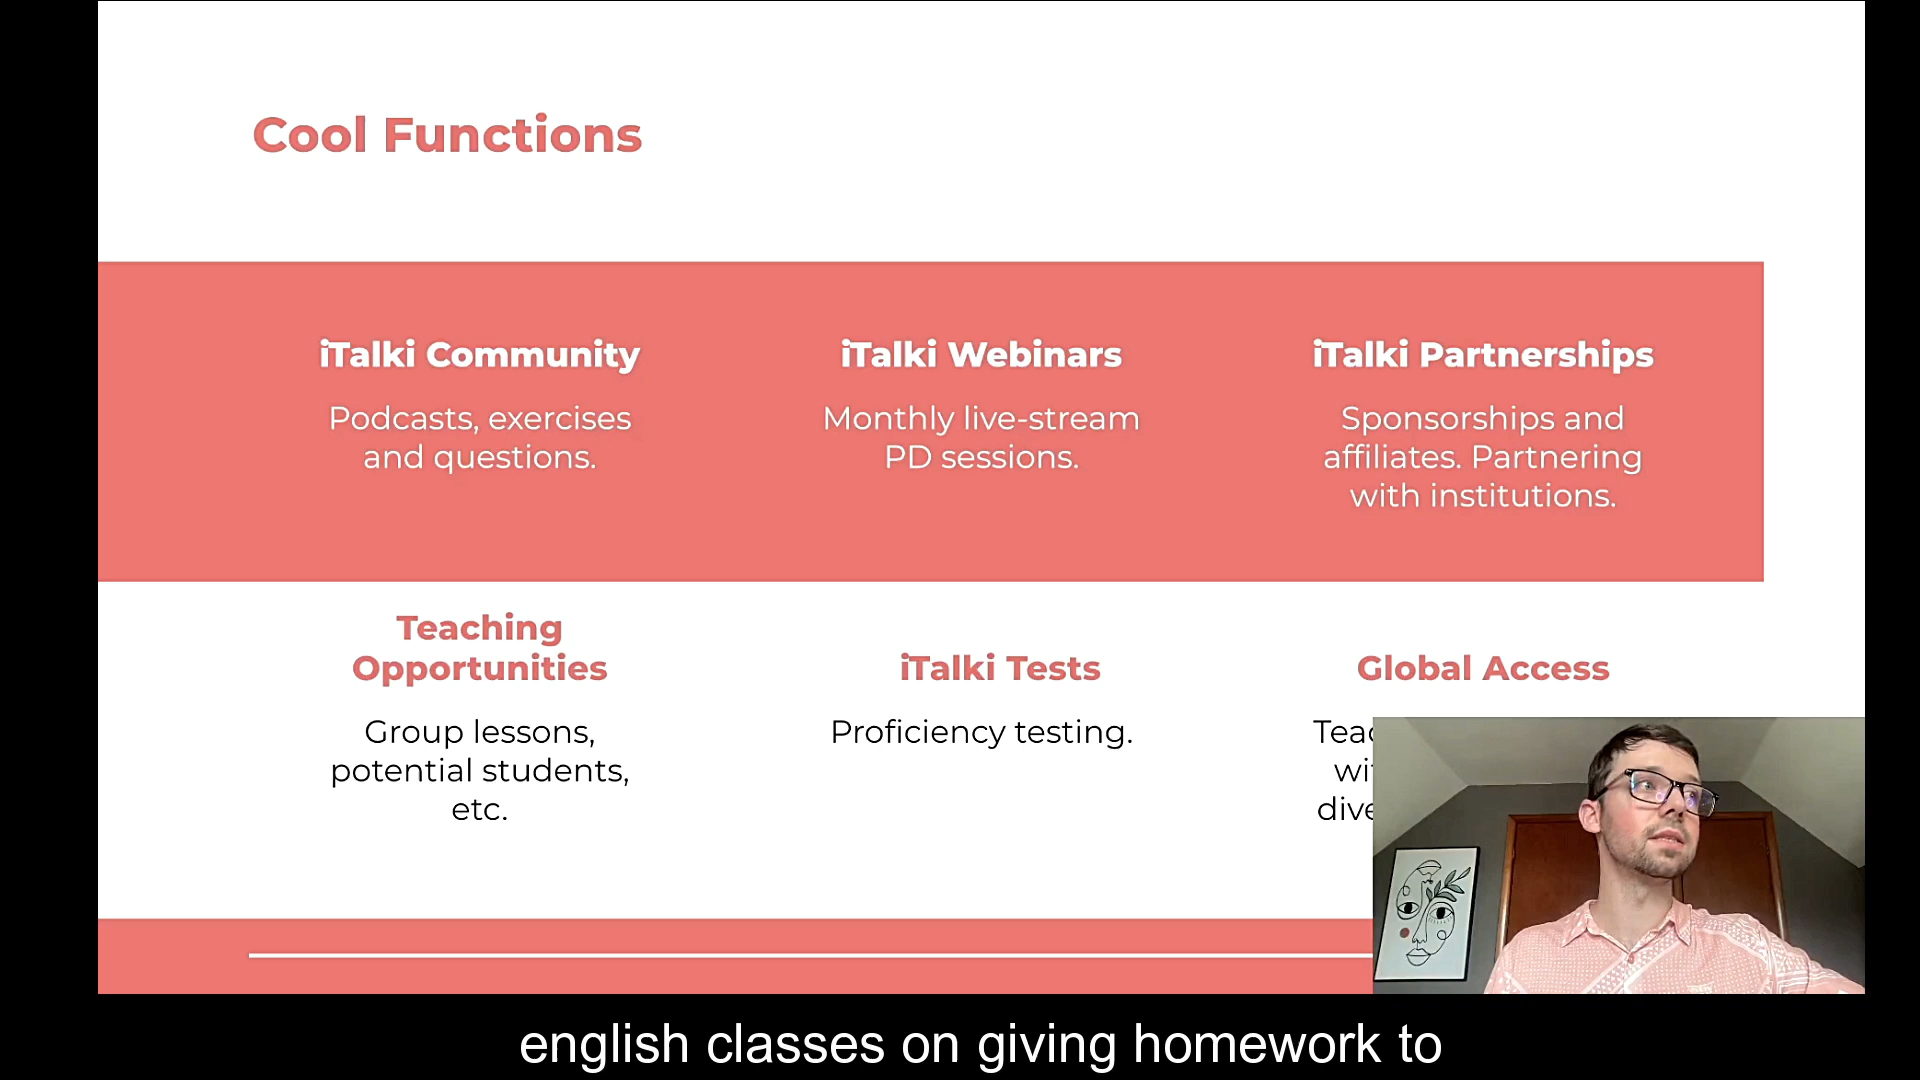 Cool Functions
iTalki Community
Podcasts, exercises
and questions.
iTalki Webinars
Monthly live-stream
PD sessions.
iTalki Partnerships
Sponsorships and
affiliates. Partnering
with institutions.
Teaching
Opportunities
Group lessons,
potential students,
etc.
iTalki Tests
Proficiency testing.
Global Access
english classes on giving homework to